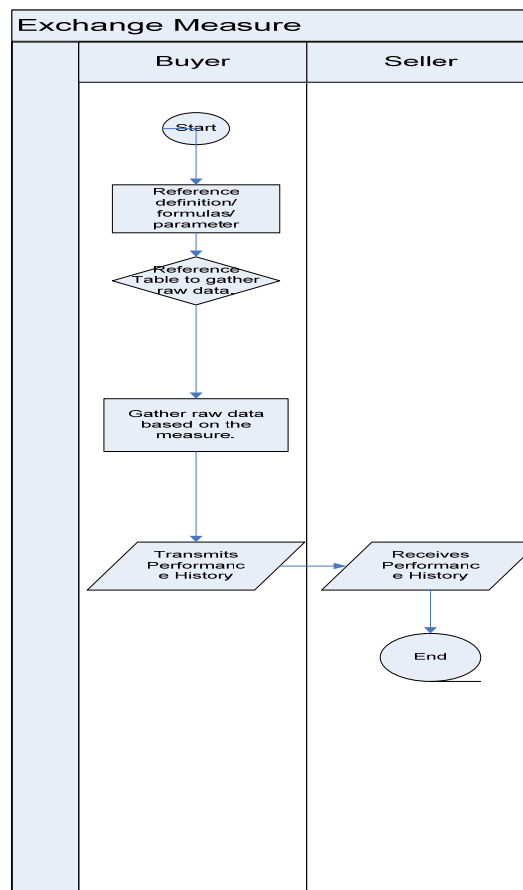 Exchange Measure
Buyer
Seller
Start
Reference
definition/
formulas/
parameter
Reference
Table to gather
raw data.
Gather raw data
based on the
measure.
Transmits
Performanc
e History
Receives
Performanc
e History
End